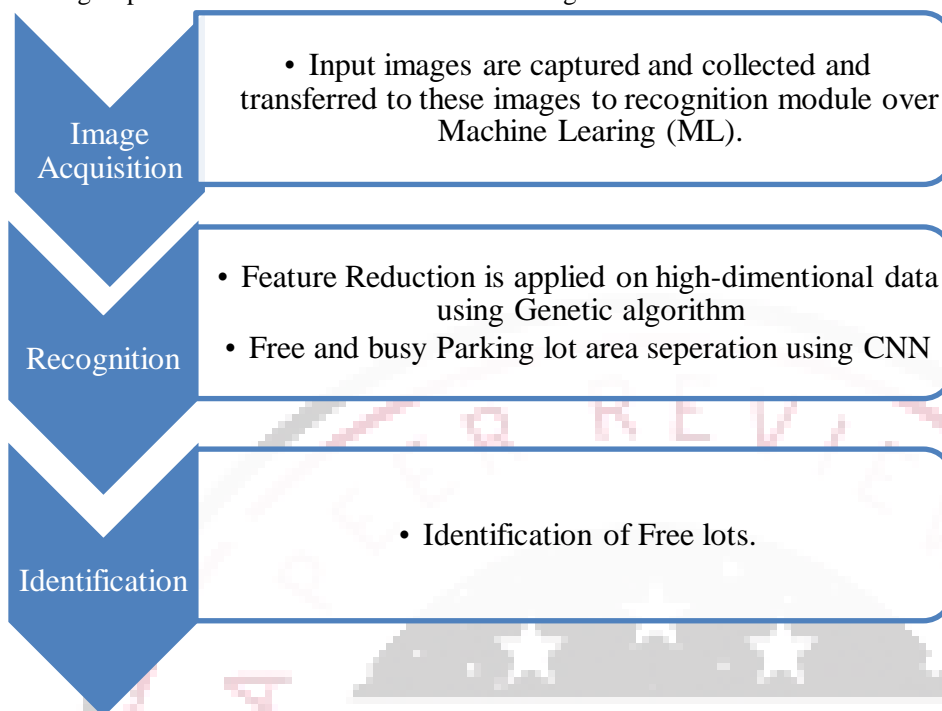 Image
Acquisition
• Input images are captured and collected and
transferred to these images to recognition module over
Machine Learing (ML).
Recognition
• Feature Reduction is applied on high-dimentional data
using Genetic algorithm
• Free and busy Parking lot area seperation using CNN
Identification
• Identification of Free lots.